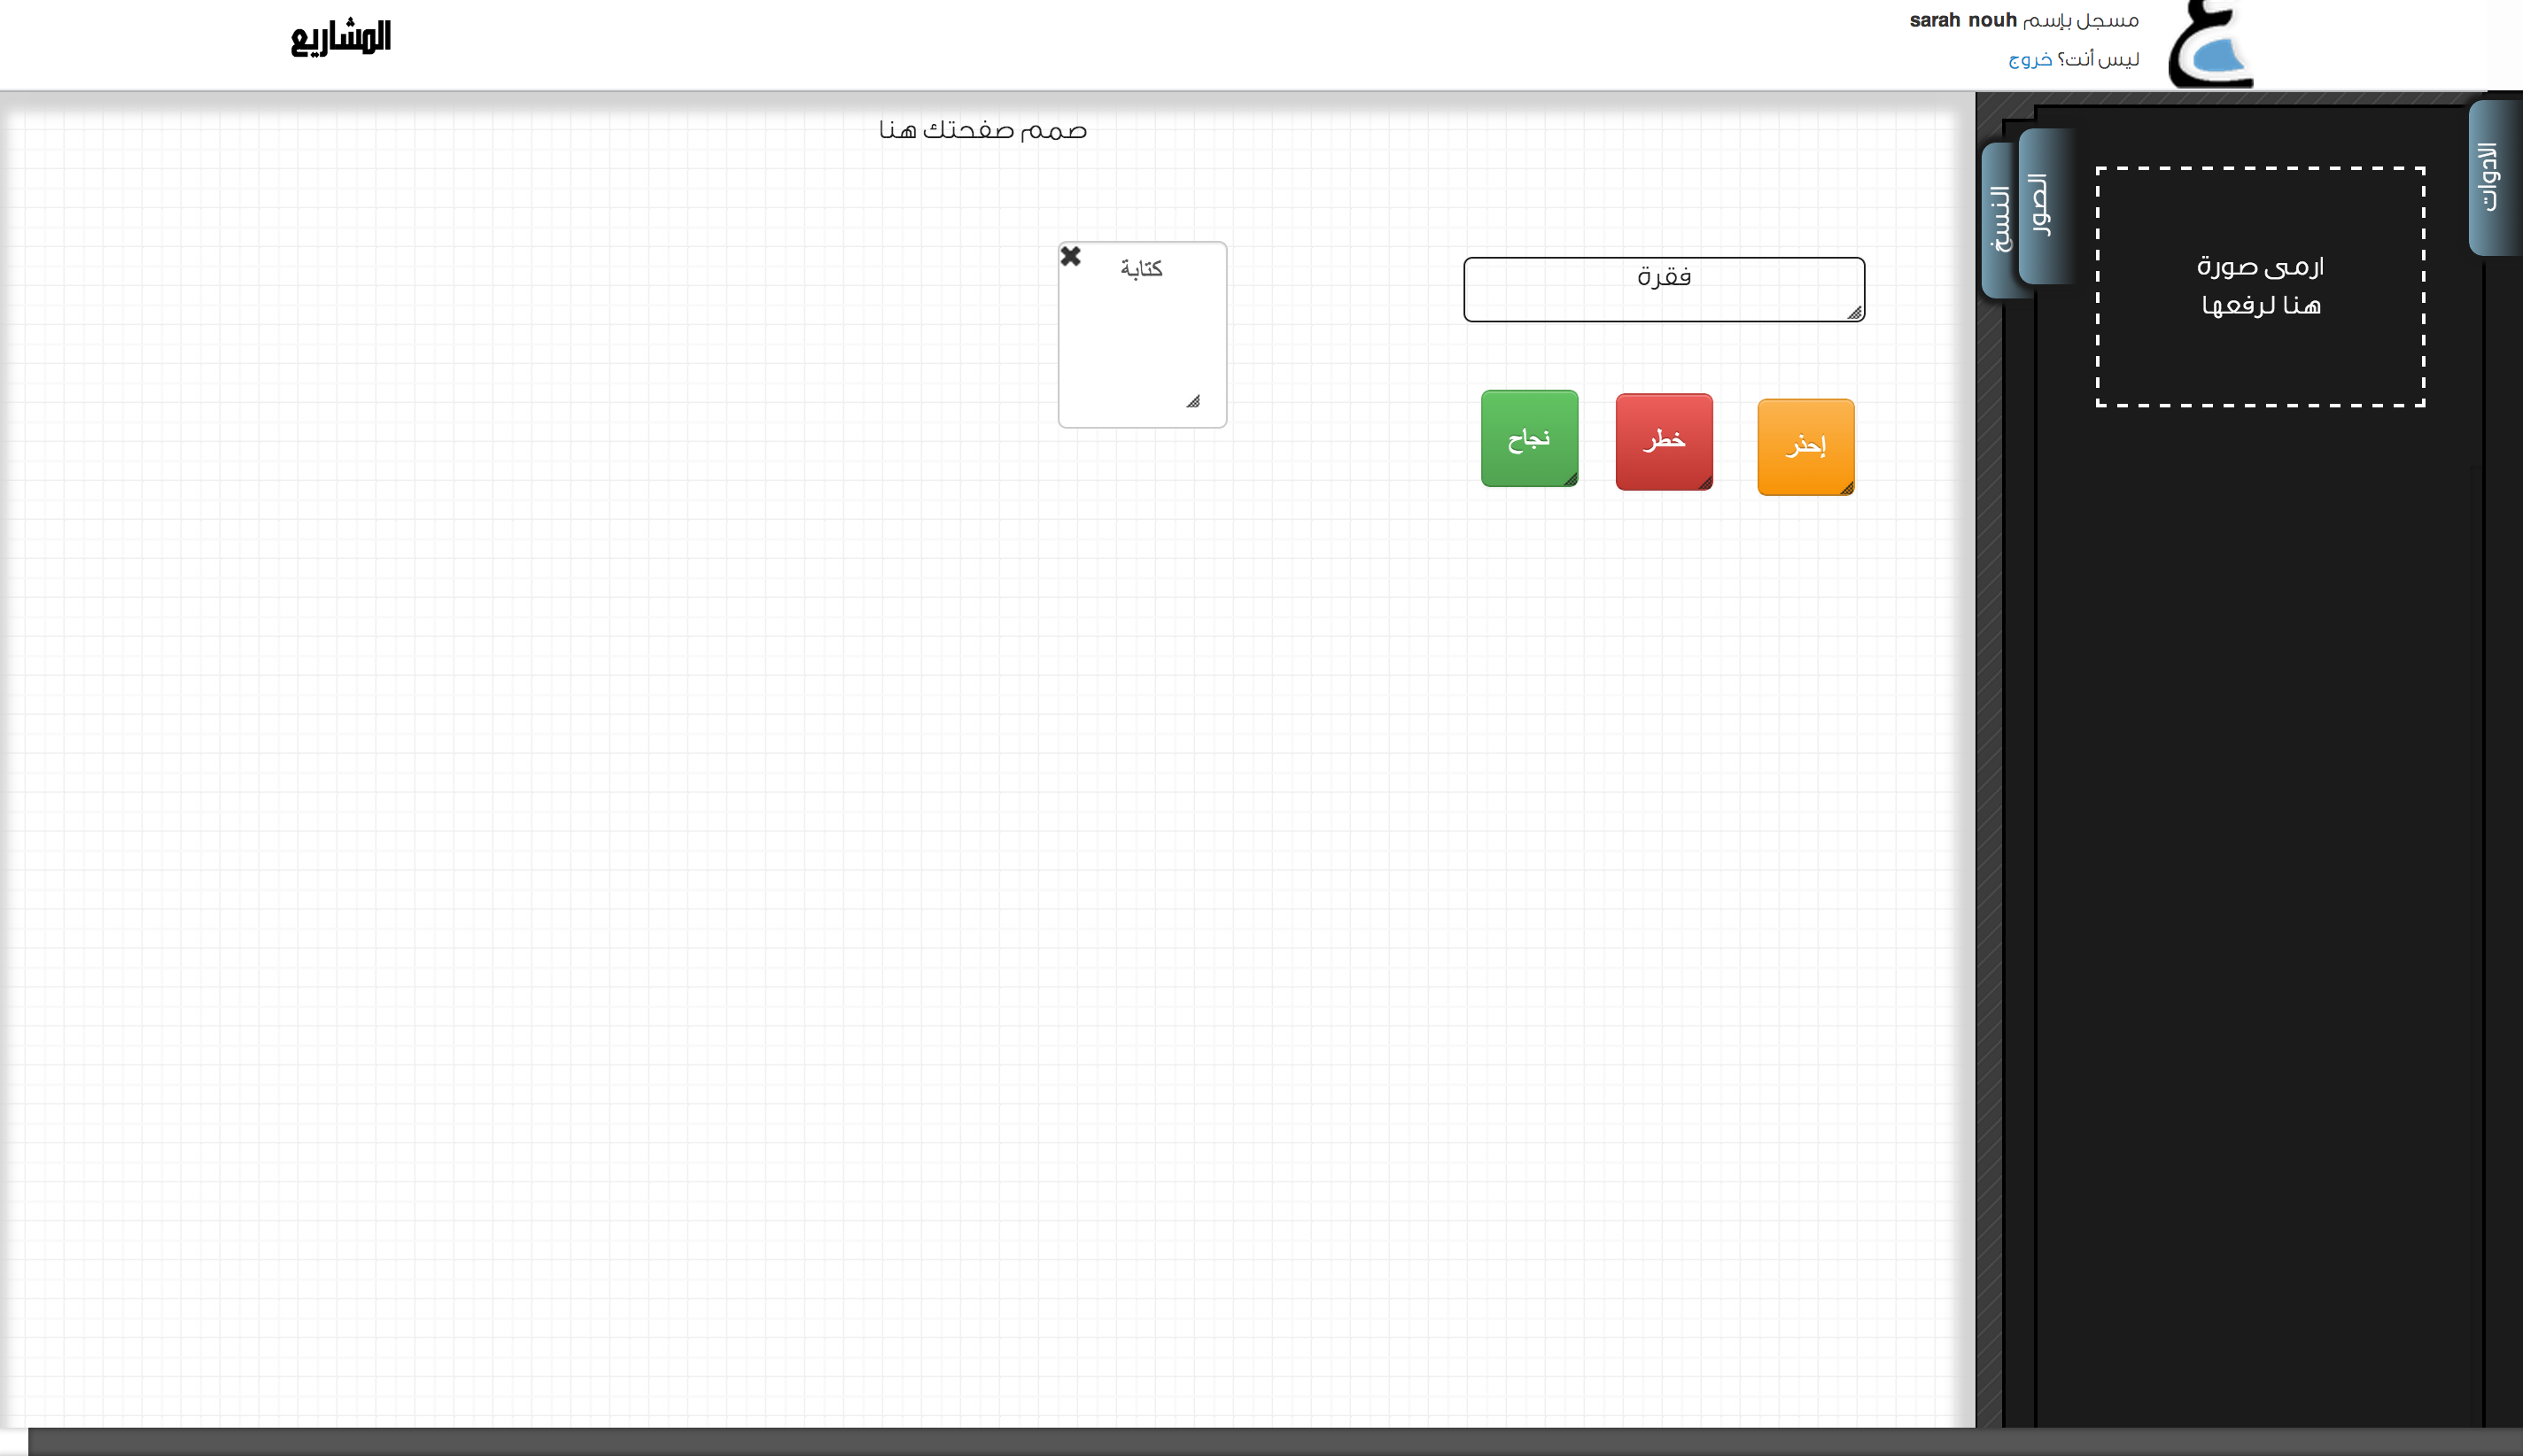 مسجل بإسم sarah nouh
ليس أنت؟ خروج
المشاريع
صمم صفحتك هنا
الادوات
الصور
النسخ
ارمى صورة
هنا لرفعها
فقرة
كتابة
إحذر
خطر
نجاح